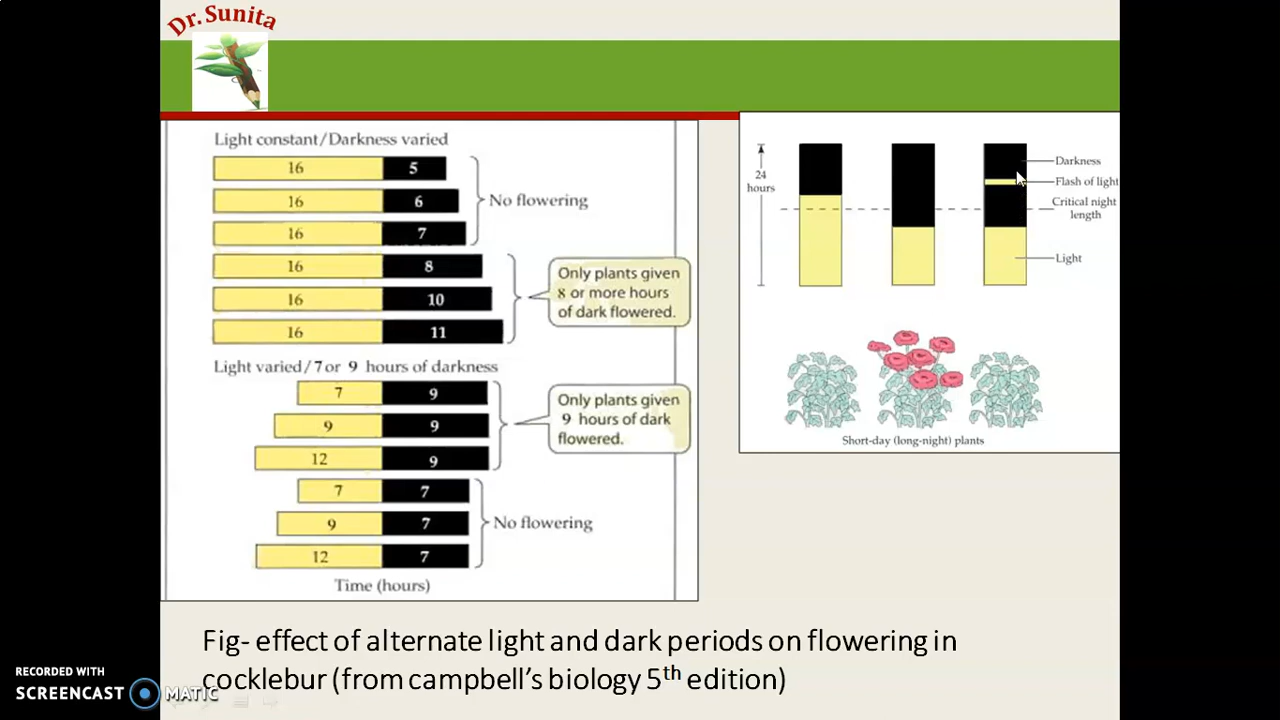 Dr. Sunita
Light constant/Darkness varied
16 5
16 6
16 7
No flowering
16 8
16 10
16 11
Only plants given
8 or more hours
of dark flowered.
Light varied/7 or 9 hours of darkness
7 9
9 9
12 9
Only plants given
9 hours of dark
flowered.
7 7
9 7
12 7
No flowering
Time (hours)
24
hours
Darkness
Flash of light
Critical night
length
Light
Short-day (long-night) plants
Fig- effect of alternate light and dark periods on flowering in
cocklebur (from campbell's biology 5th edition)
RECORDED WITH
SCREENCAST MATIC